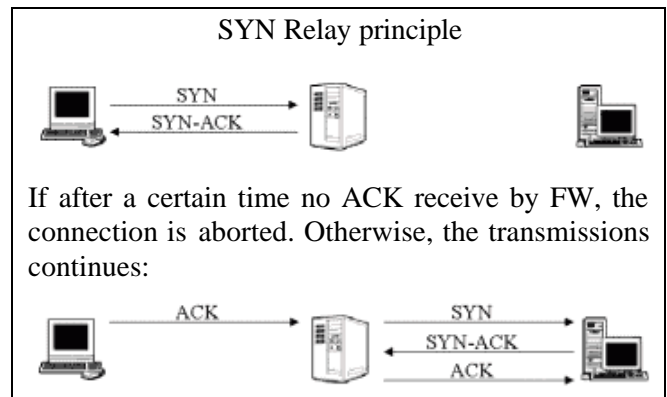 SYN Relay principle
SYN
SYN-ACK
If after a certain time no ACK receive by FW, the
connection is aborted. Otherwise, the transmissions
continues:
ACK
SYN
SYN-ACK
ACK